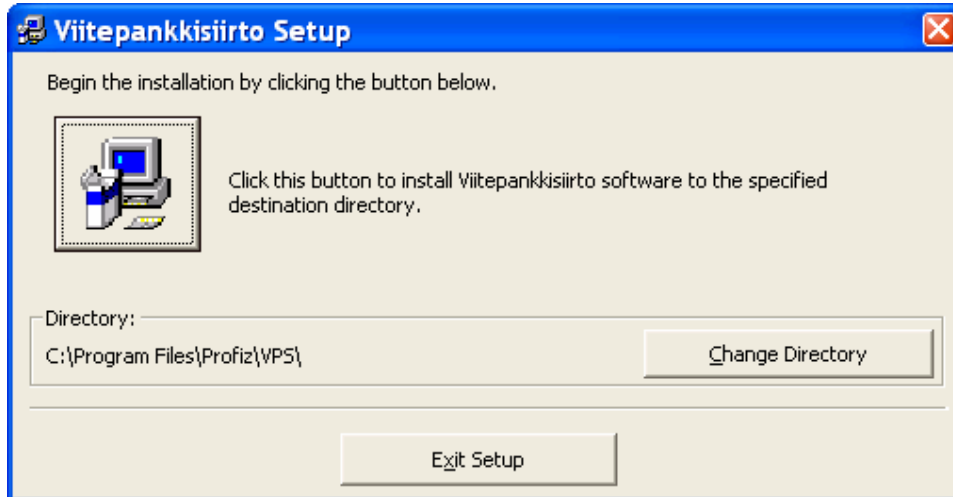 Viitepankkisiirto Setup
Begin the installation by clicking the button below.
Click this button to install Viitepankkisiirto software to the specified
destination directory.
Directory:
C:\Program Files\Profiz\VPS\
Change Directory
Exit Setup